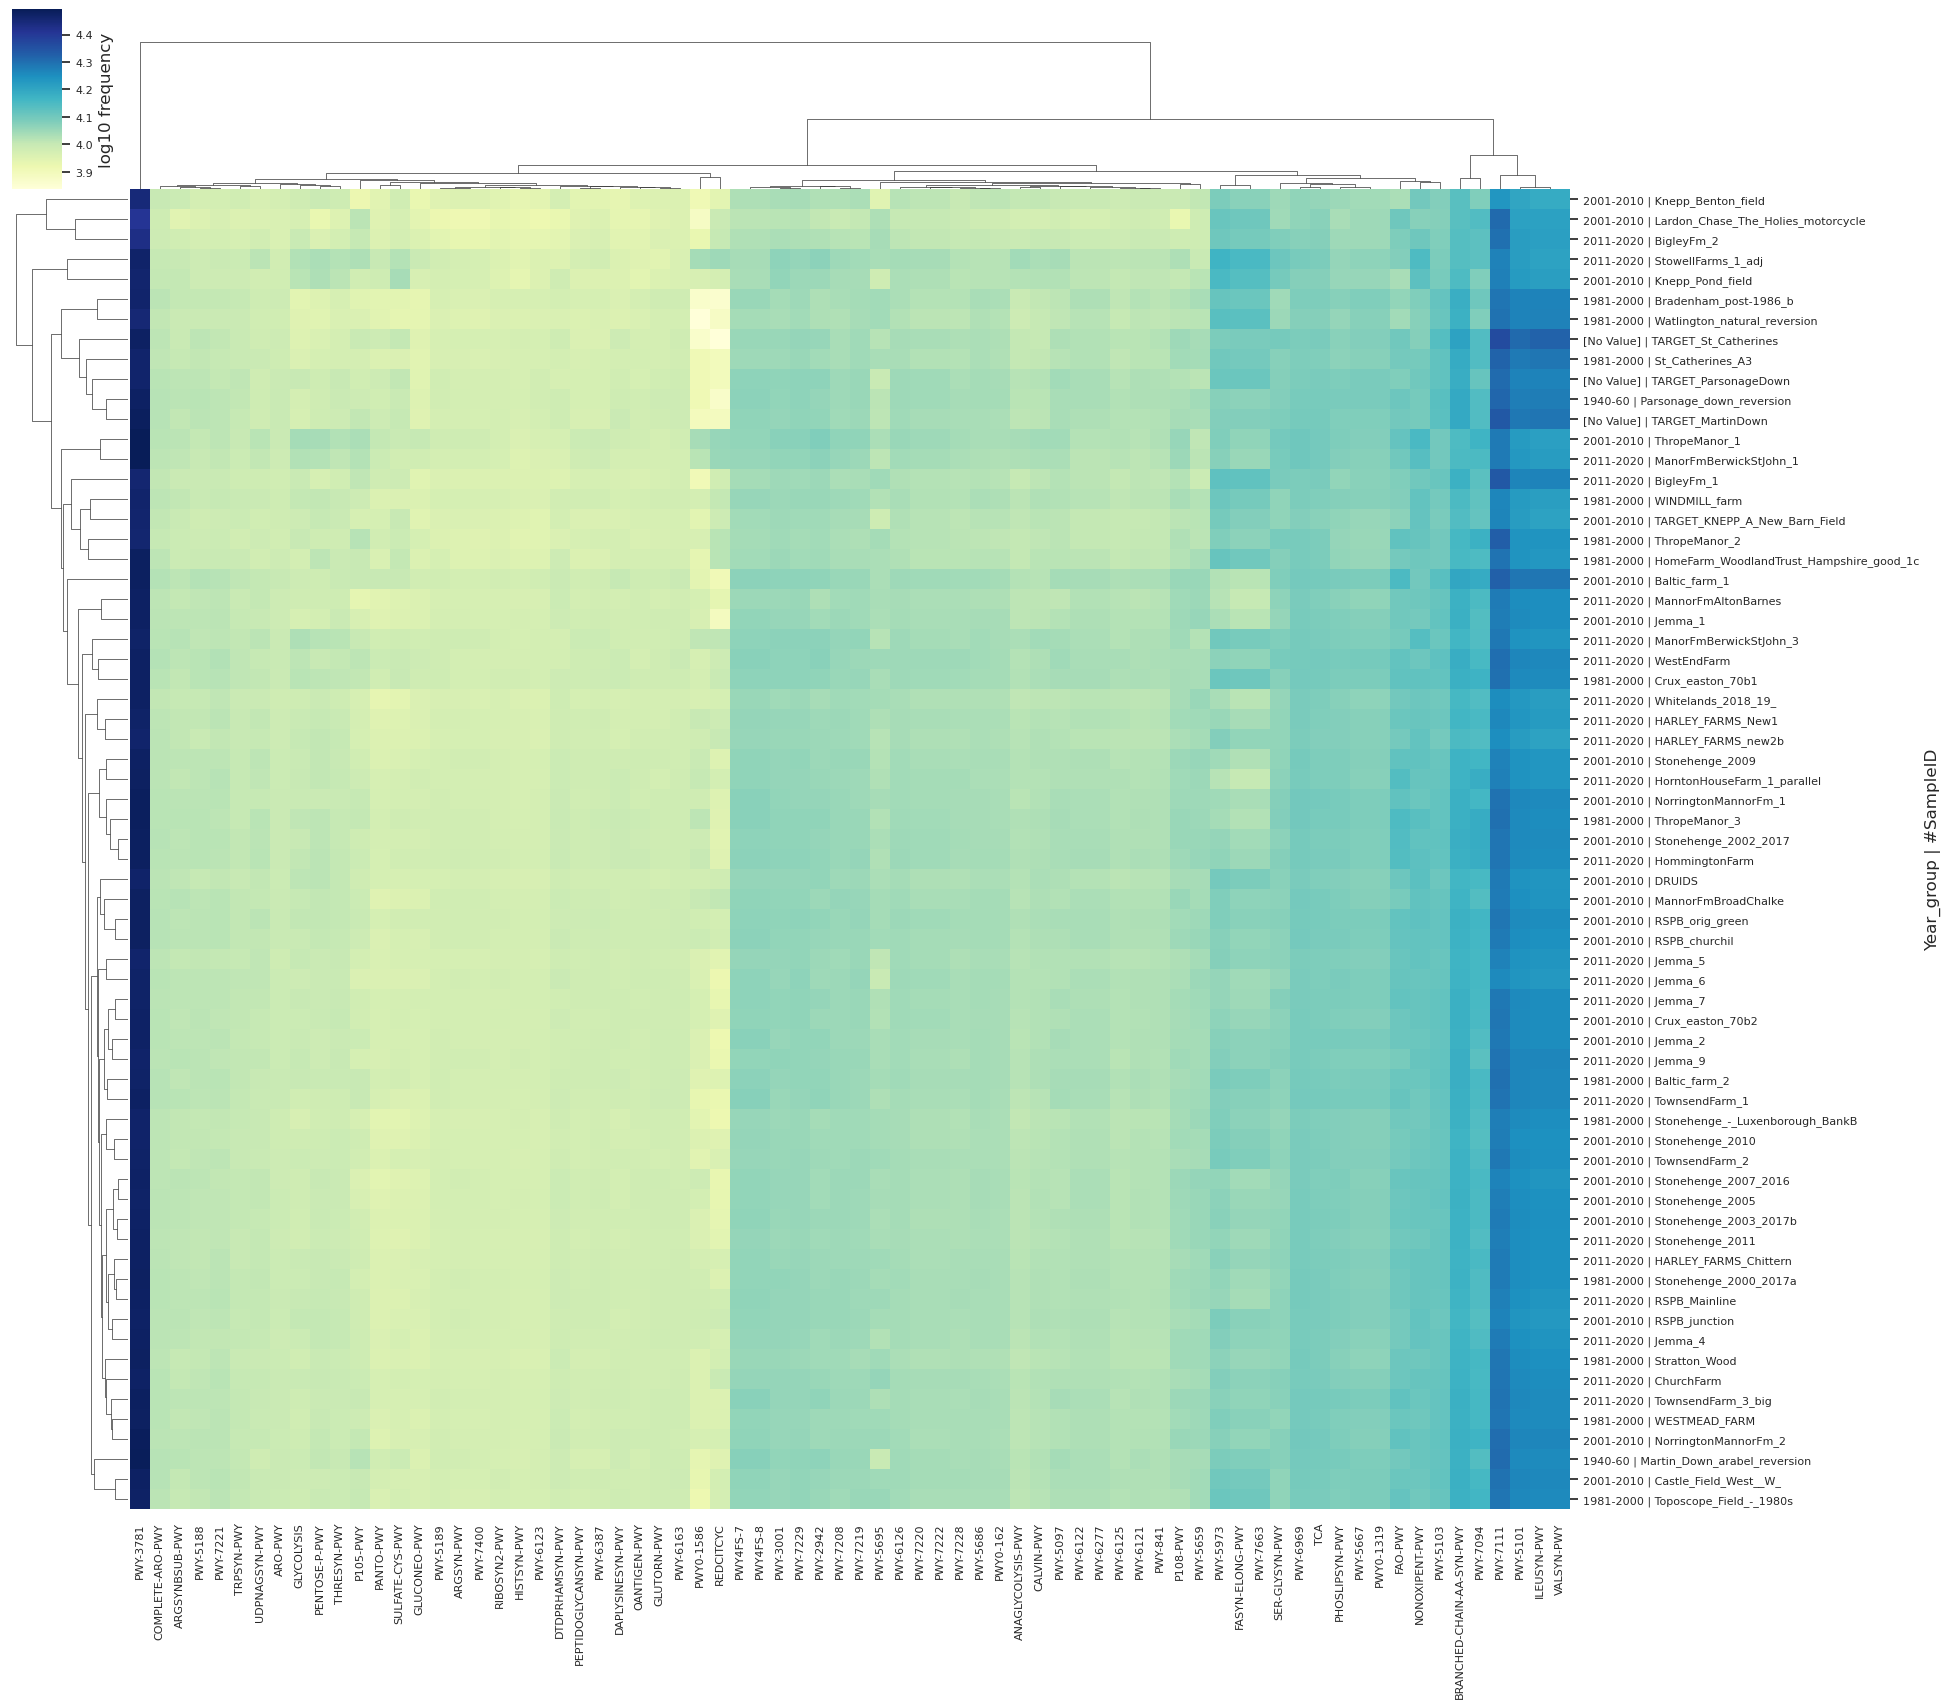 4.4
4.3
4.2
4.1
4.0
3.9
log10 frequency
2001-2010 | Knepp_Benton_field
2001-2010 | Lardon_Chase_The_Holies_motorcycle
2011-2020 | BigleyFm_2
2011-2020 | StowellFarms_1_adj
2001-2010 | Knepp_Pond_field
1981-2000 | Bradenham_post-1986_b
1981-2000 | Watlington_natural_reversion
[No Value] | TARGET_St_Catherines
1981-2000 | St_Catherines_A3
[No Value] | TARGET_ParsonageDown
1940-60 | Parsonage_down_reversion
[No Value] | TARGET_MartinDown
2001-2010 | ThropeManor_1
2011-2020 | ManorFmBerwickStJohn_1
2011-2020 | BigleyFm_1
1981-2000 | WINDMILL_farm
2001-2010 | TARGET_KNEPP_A_New_Barn_Field
1981-2000 | ThropeManor_2
1981-2000 | HomeFarm_WoodlandTrust_Hampshire_good_1c
2001-2010 | Baltic_farm_1
2011-2020 | MannorFmAltonBarnes
2001-2010 | Jemma_1
2011-2020 | ManorFmBerwickStJohn_3
2011-2020 | WestEndFarm
1981-2000 | Crux_easton_70b1
2011-2020 | Whitelands_2018_19_
2011-2020 | HARLEY_FARMS_New1
2011-2020 | HARLEY_FARMS_new2b
2001-2010 | Stonehenge_2009
2011-2020 | HorntonHouseFarm_1_parallel
2001-2010 | NorringtonMannorFm_1
1981-2000 | ThropeManor_3
2001-2010 | Stonehenge_2002_2017
2011-2020 | HommingtonFarm
2001-2010 | DRUIDS
2001-2010 | MannorFmBroadChalke
2001-2010 | RSPB_orig_green
2001-2010 | RSPB_churchil
2011-2020 | Jemma_5
2011-2020 | Jemma_6
2011-2020 | Jemma_7
2001-2010 | Crux_easton_70b2
2001-2010 | Jemma_2
2011-2020 | Jemma_9
1981-2000 | Baltic_farm_2
2011-2020 | TownsendFarm_1
1981-2000 | Stonehenge_-_Luxenborough_BankB
2001-2010 | Stonehenge_2010
2001-2010 | TownsendFarm_2
2001-2010 | Stonehenge_2007_2016
2001-2010 | Stonehenge_2005
2001-2010 | Stonehenge_2003_2017b
2011-2020 | Stonehenge_2011
2011-2020 | HARLEY_FARMS_Chittern
1981-2000 | Stonehenge_2000_2017a
2011-2020 | RSPB_Mainline
2001-2010 | RSPB_junction
2011-2020 | Jemma_4
1981-2000 | Stratton_Wood
2011-2020 | ChurchFarm
2011-2020 | TownsendFarm_3_big
1981-2000 | WESTMEAD_FARM
2001-2010 | NorringtonMannorFm_2
1940-60 | Martin_Down_arabel_reversion
2001-2010 | Castle_Field_West__W_
1981-2000 | Toposcope_Field_-_1980s
Year_group | #SampleID
PWY-3781
COMPLETE-ARO-PWY
ARGSYNBSUB-PWY
PWY-5188
PWY-7221
TRPSYN-PWY
UDPNAGSYN-PWY
ARO-PWY
GLYCOLYSIS
PENTOSE-P-PWY
THRESYN-PWY
P105-PWY
PANTO-PWY
SULFATE-CYS-PWY
GLUCONEO-PWY
PWY-5189
ARGSYN-PWY
PWY-7400
RIBOSYN2-PWY
HISTSYN-PWY
PWY-6123
DTDPRHAMSYN-PWY
PEPTIDOGLYCANSYN-PWY
PWY-6387
DAPLYSINESYN-PWY
OANTIGEN-PWY
GLUTORN-PWY
PWY-6163
PWY0-1586
REDCITCYC
PWY4FS-7
PWY4FS-8
PWY-3001
PWY-7229
PWY-2942
PWY-7208
PWY-7219
PWY-5695
PWY-6126
PWY-7220
PWY-7222
PWY-7228
PWY-5686
PWY0-162
ANAGLYCOLYSIS-PWY
CALVIN-PWY
PWY-5097
PWY-6122
PWY-6277
PWY-6125
PWY-6121
PWY-841
P108-PWY
PWY-5659
PWY-5973
FASYN-ELONG-PWY
PWY-7663
SER-GLYSYN-PWY
PWY-6969
TCA
PHOSLIPSYN-PWY
PWY-5667
PWY0-1319
FAO-PWY
NONOXIPENT-PWY
PWY-5103
BRANCHED-CHAIN-AA-SYN-PWY
PWY-7094
PWY-7111
PWY-5101
ILEUSYN-PWY
VALSYN-PWY